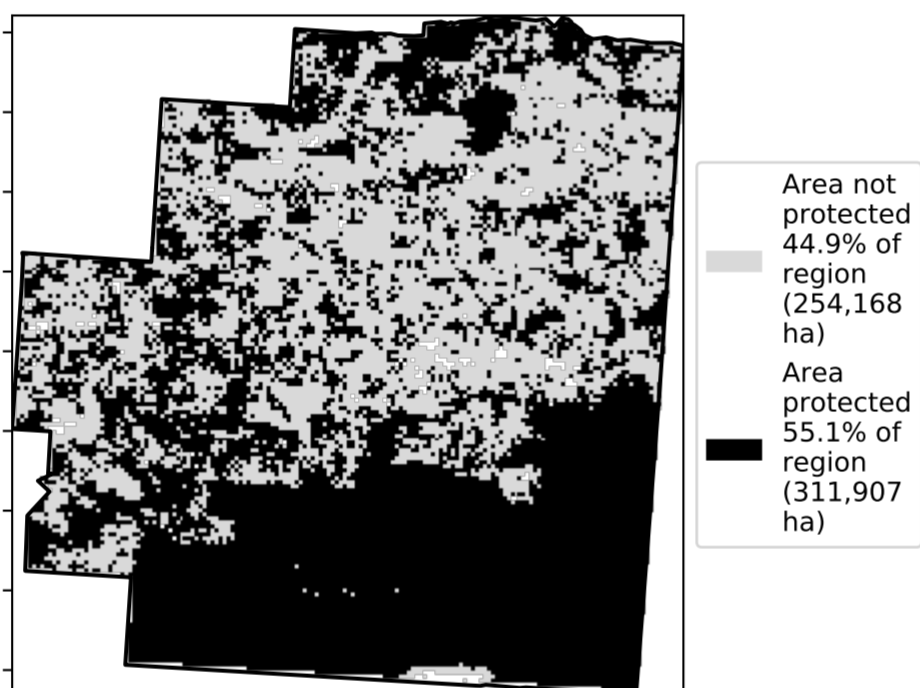 Area not
protected
44.9% of
region
(254,168
ha)
Area
protected
55.1% of
region
(311,907
ha)